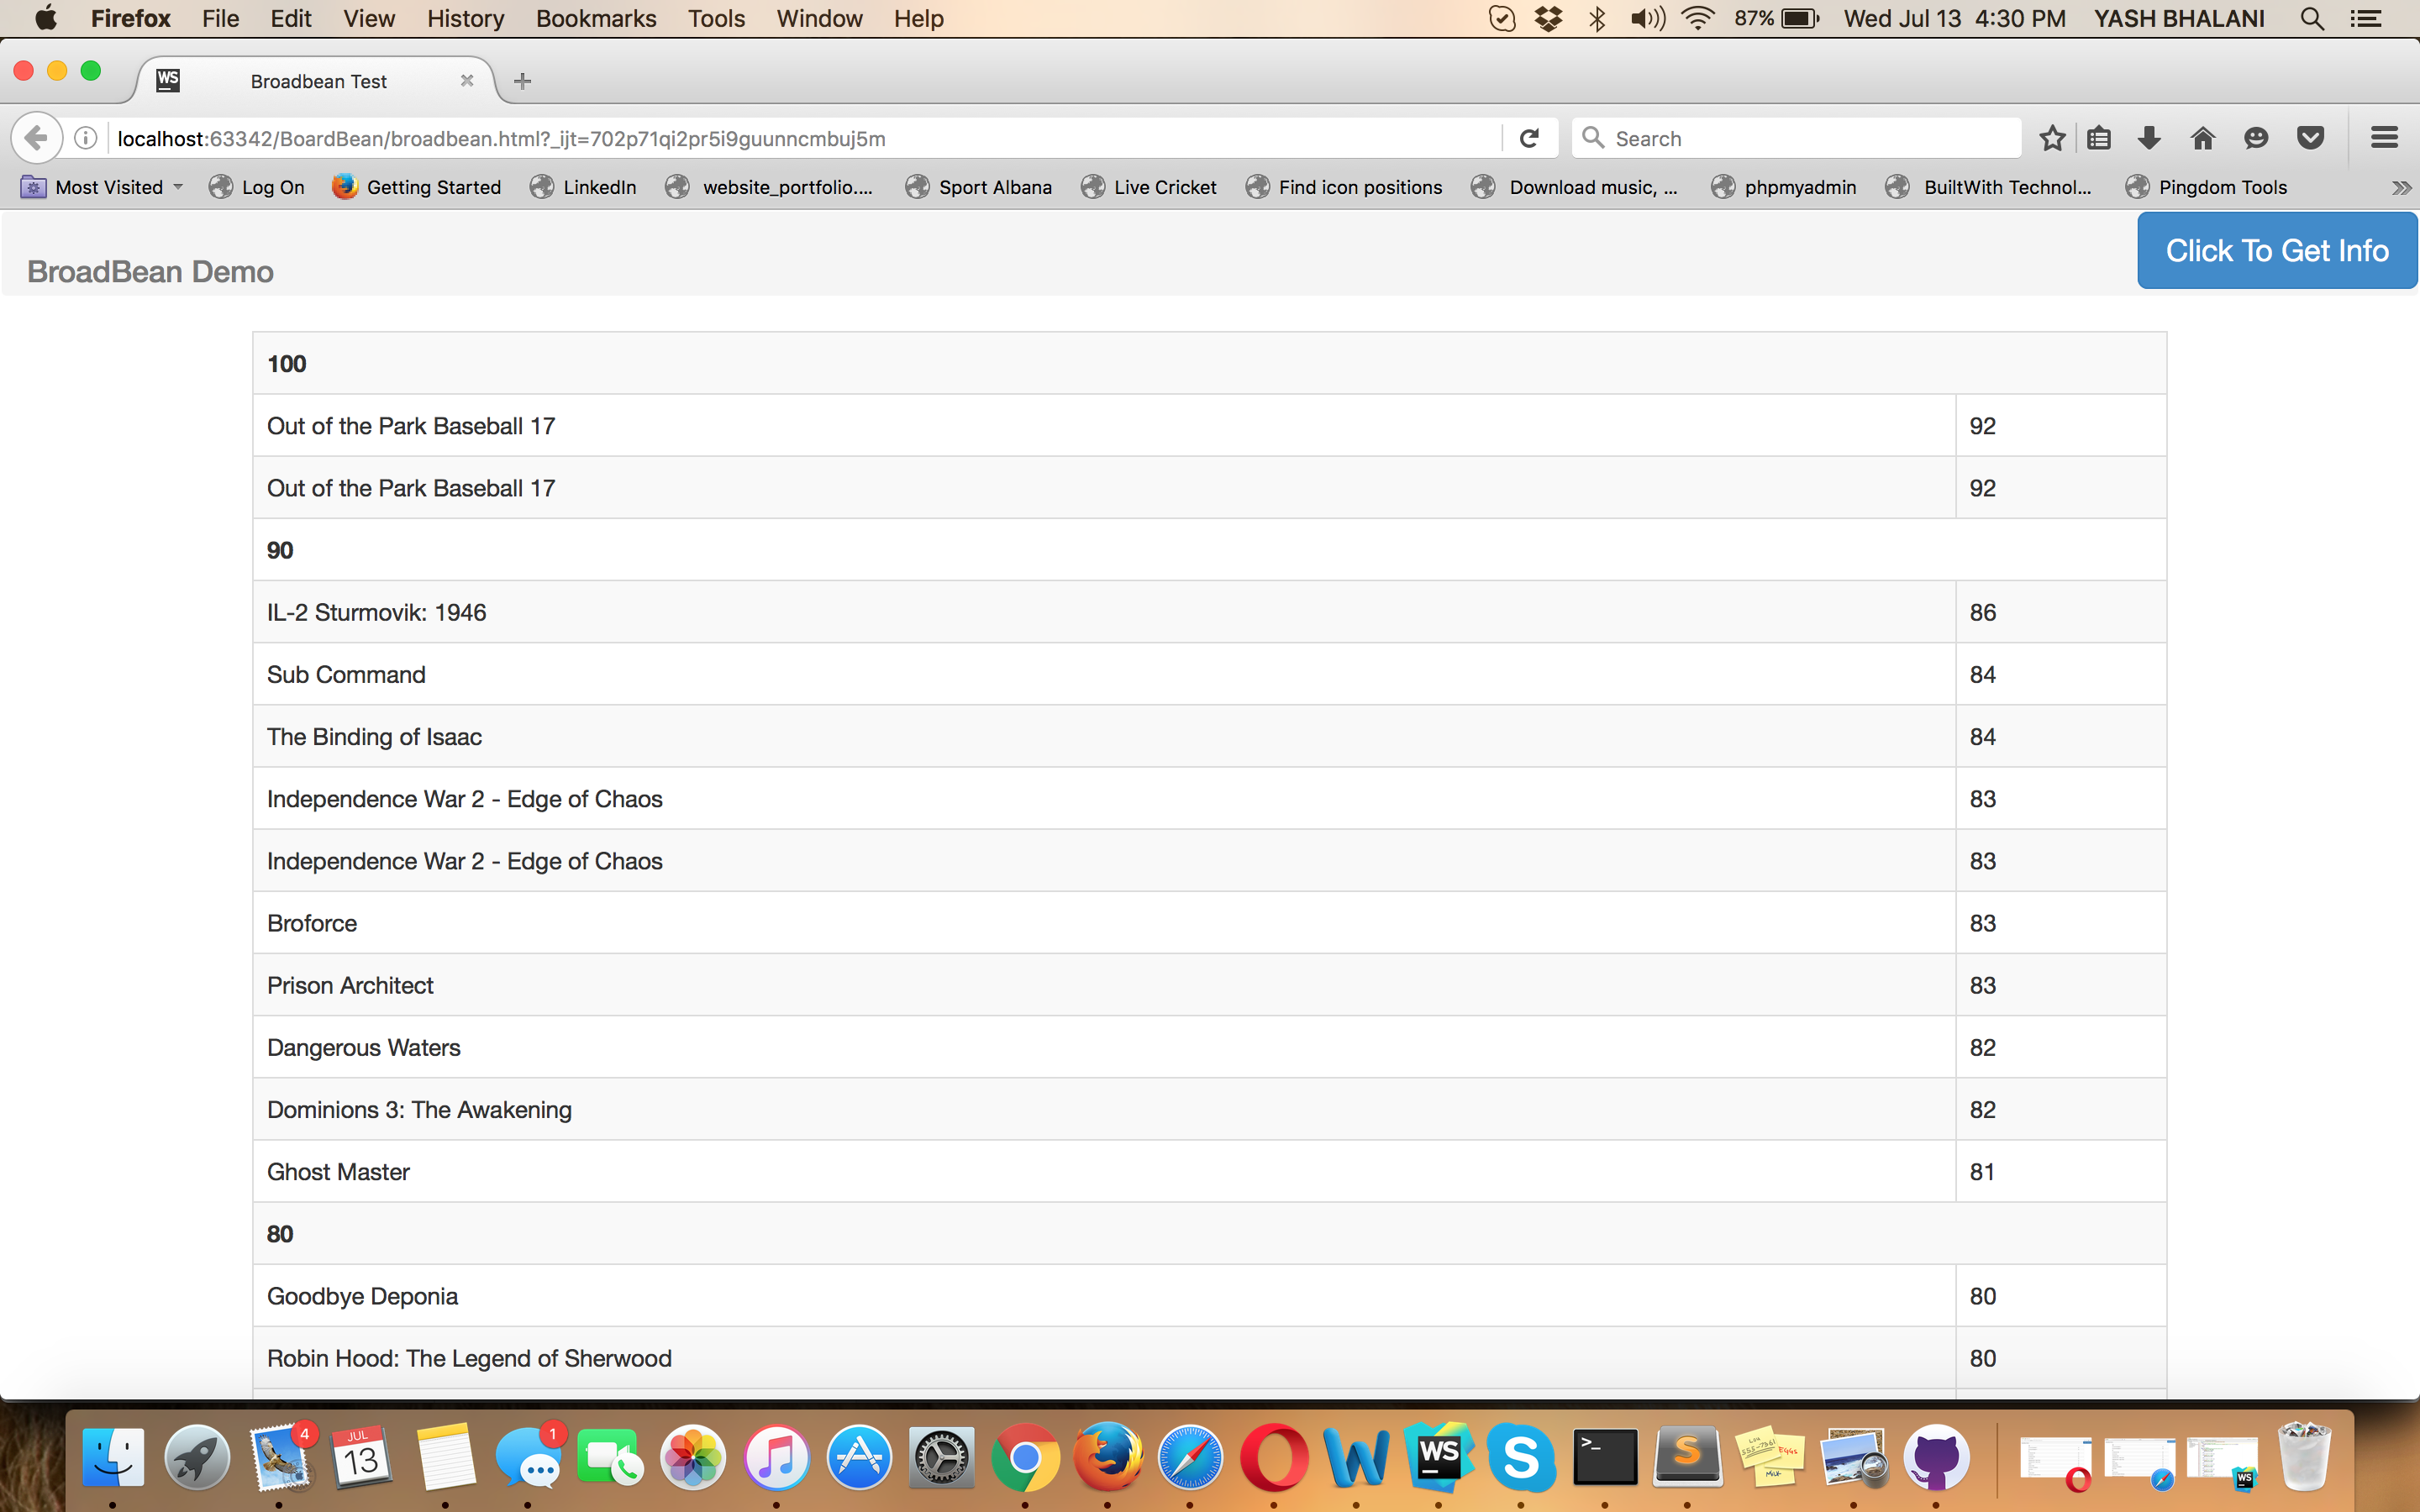 Firefox File Edit View History Bookmarks Tools Window Help 87% Wed Jul 13 4:30 PM YASH BHALANI
WS Broadbean Test
localhost:63342/BoardBean/broadbean.html?_ijt=702p71qi2pr5i9guunncmbuj5m Search
Most Visited Log On Getting Started LinkedIn website_portfolio.... Sport Albana Live Cricket Find icon positions Download music, ... phpmyadmin BuiltWith Technol... Pingdom Tools
BroadBean Demo Click To Get Info
100
Out of the Park Baseball 17 92
Out of the Park Baseball 17 92
90
IL-2 Sturmovik: 1946 86
Sub Command 84
The Binding of Isaac 84
Independence War 2 - Edge of Chaos 83
Independence War 2 - Edge of Chaos 83
Broforce 83
Prison Architect 83
Dangerous Waters 82
Dominions 3: The Awakening 82
Ghost Master 81
80
Goodbye Deponia 80
Robin Hood: The Legend of Sherwood 80
4 JUL 13 1 WS S >_ S EGGS MILK WS